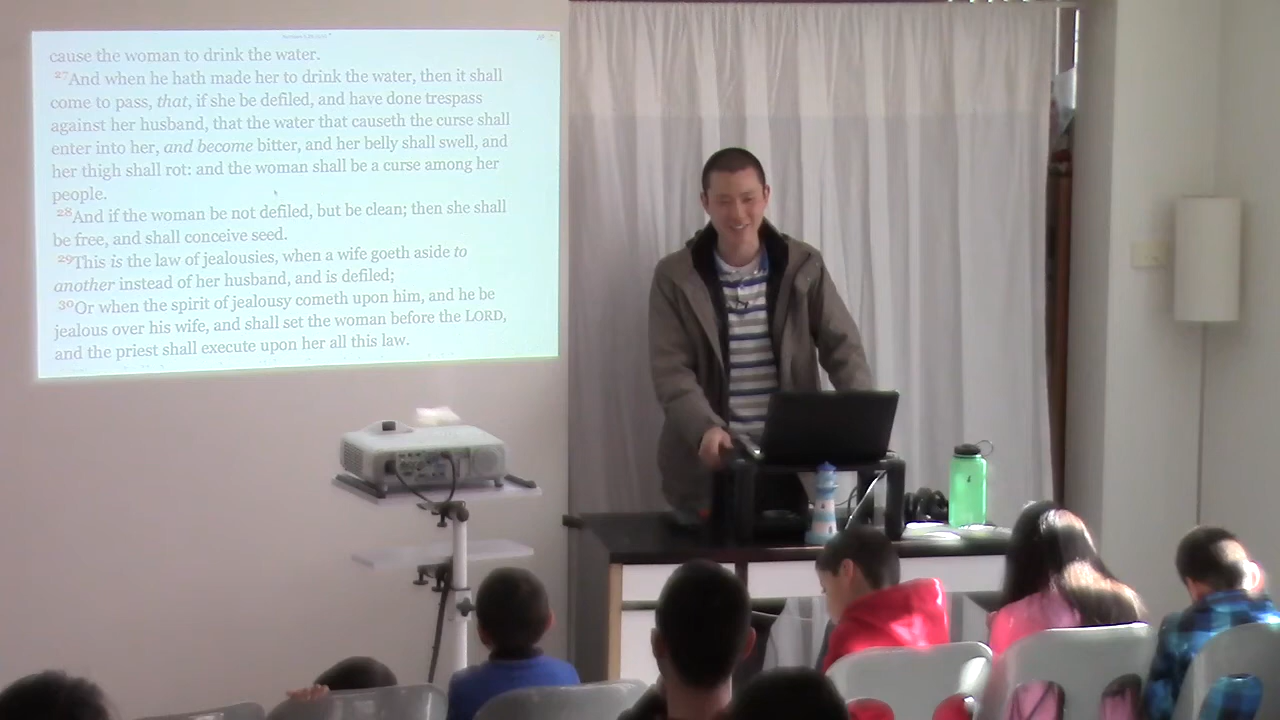 cause the woman to drink the water.
27And when he hath made her to drink the water, then it shall
come to pass, that, if she be defiled, and have done trespass
against her husband, that the water that causeth the curse shall
enter into her, and become bitter, and her belly shall swell, and
her thigh shall rot: and the woman shall be a curse among her
people.
28And if the woman be not defiled, but be clean; then she shall
be free, and shall conceive seed.
29This is the law of jealousies, when a wife goeth aside to
another instead of her husband, and is defiled;
30Or when the spirit of jealousy cometh upon him, and he be
jealous over his wife, and shall set the woman before the LORD,
and the priest shall execute upon her all this law.